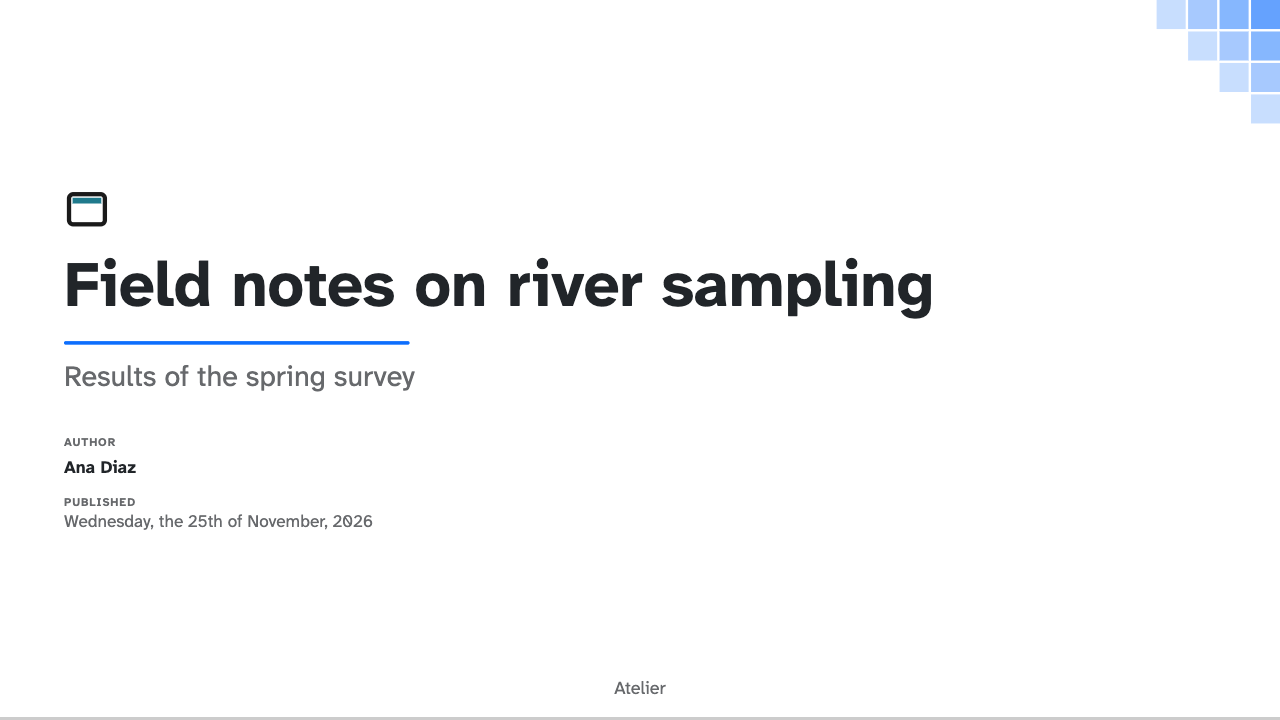 Field notes on river sampling
Results of the spring survey
AUTHOR
Ana Diaz
PUBLISHED
Wednesday, the 25th of November, 2026
Atelier